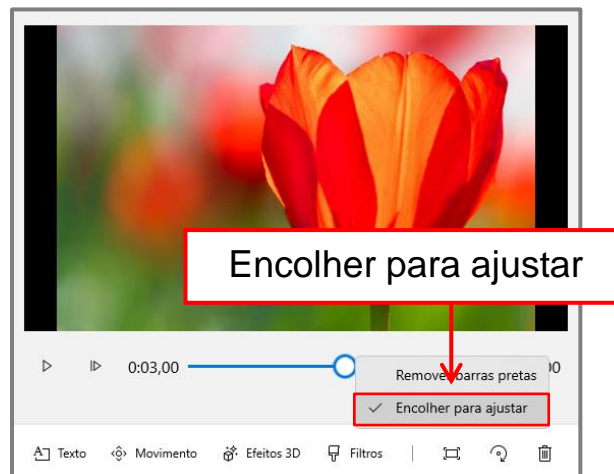 Encolher para ajustar
0:03,00
Remover barras pretas
Encolher para ajustar
Texto Movimento Efeitos 3D Filtros